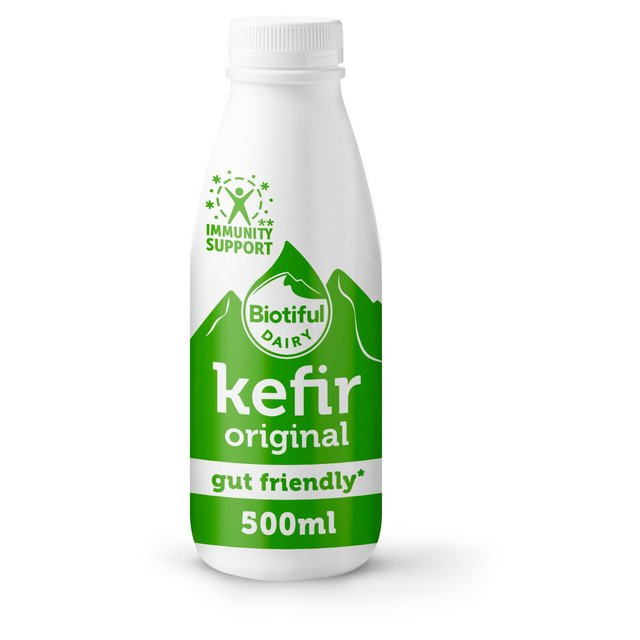 IMMUNITY**
SUPPORT
Biotiful
DAIRY
kefir
original
gut friendly*
500ml